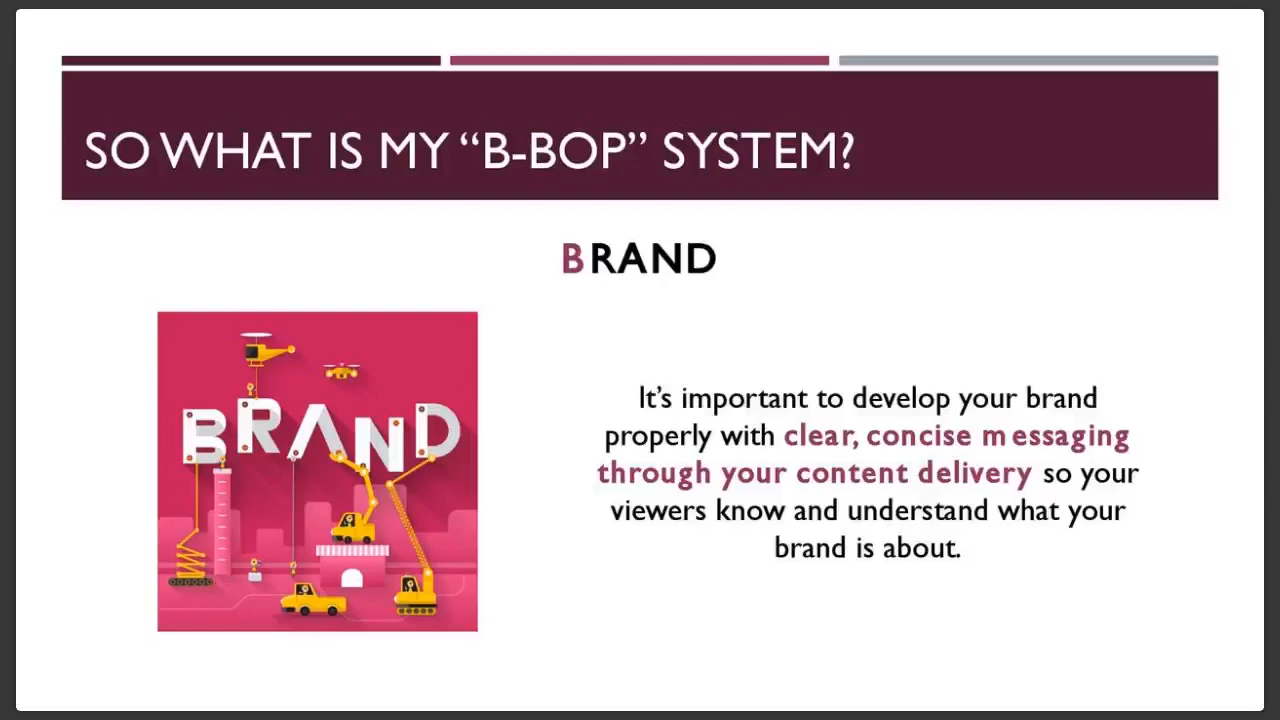 SO WHAT IS MY “B-BOP” SYSTEM?
BRAND
BRAND
It’s important to develop your brand
properly with clear, concise messaging
through your content delivery so your
viewers know and understand what your
brand is about.